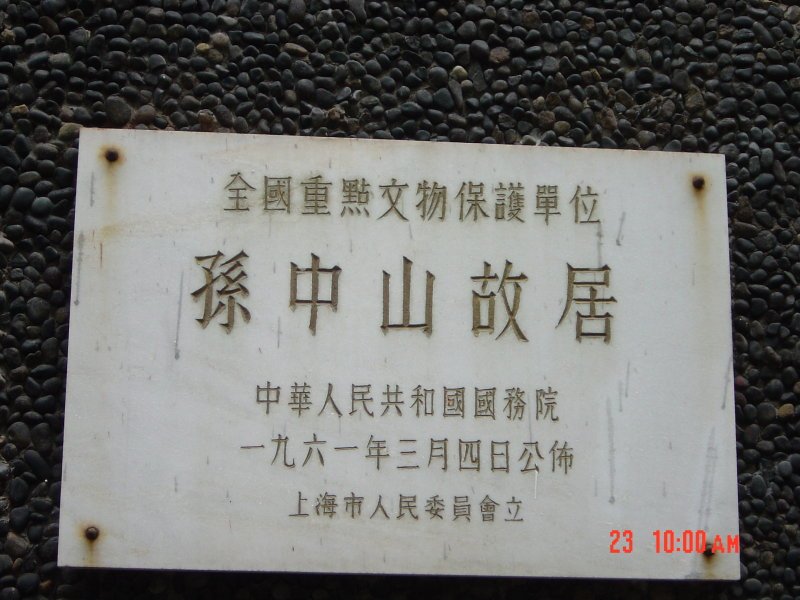 全國重點文物保護單位
孫中山故居
中華人民共和國國務院
一九六一年三月四日公佈
上海市人民委員會立
23 10:00 AM